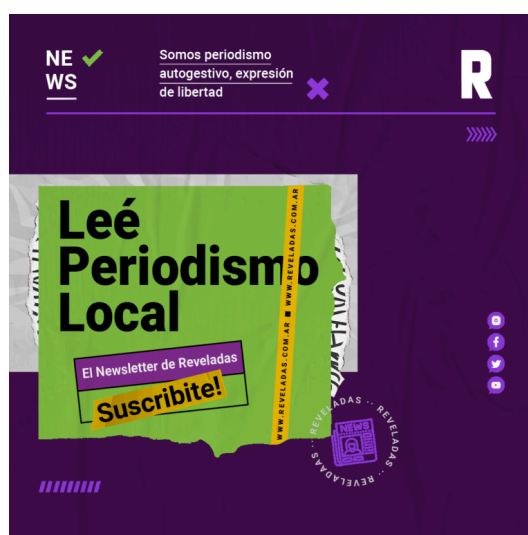 NE
WS
Somos periodismo
autogestivo, expresión
de libertad
R
Leé
Periodismo
Local
El Newsletter de Reveladas
Suscribite!
WWW.REVELADAS.COM.AR ■ WWW.REVELADAS.COM.AR
REVELADAS ·· REVELADAS ·· REVELADAS ··
NEWS